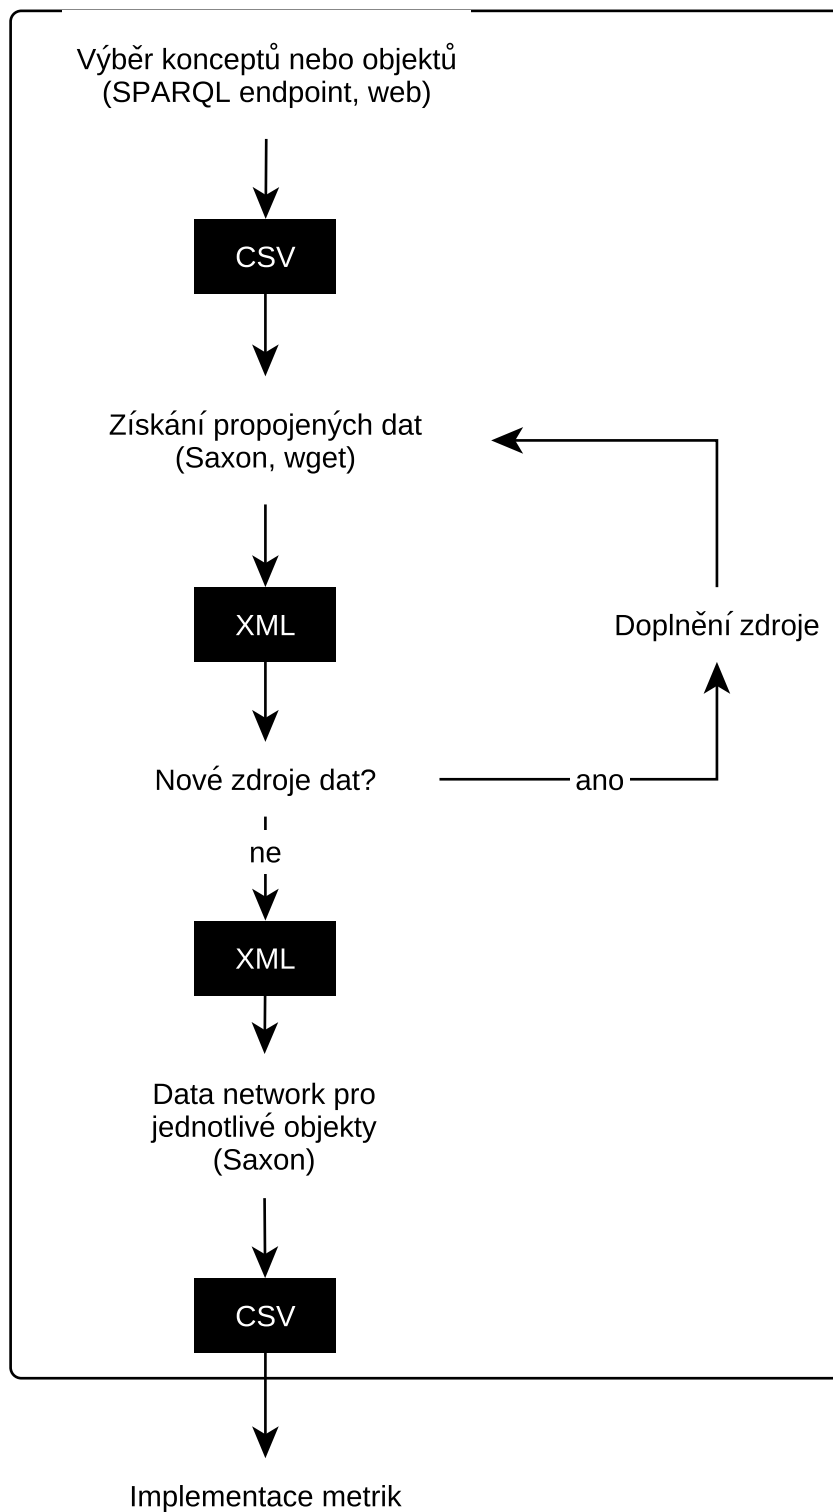 Výběr konceptů nebo objektů
(SPARQL endpoint, web)
CSV
Získání propojených dat
(Saxon, wget)
XML
Doplnění zdroje
Nové zdroje dat?
ano
ne
XML
Data network pro
jednotlivé objekty
(Saxon)
CSV
Implementace metrik